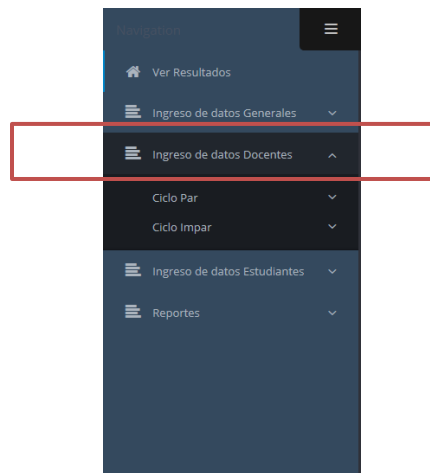 Navigation
Ver Resultados
Ingreso de datos Generales
Ingreso de datos Docentes
Ciclo Par
Ciclo Impar
Ingreso de datos Estudiantes
Reportes